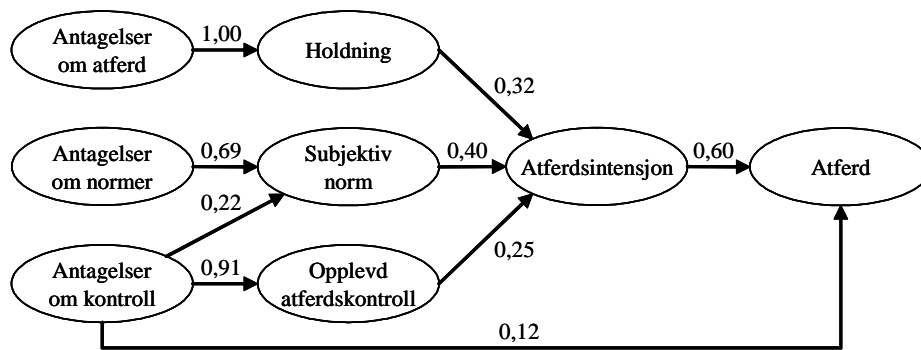 Antagelser
om atferd
1,00
Holdning
0,32
Antagelser
om normer
0,69
Subjektiv
norm
0,40
Atferdsintensjon
0,60
Atferd
0,22
Antagelser
om kontroll
0,91
Opplevd
atferdskontroll
0,25
0,12